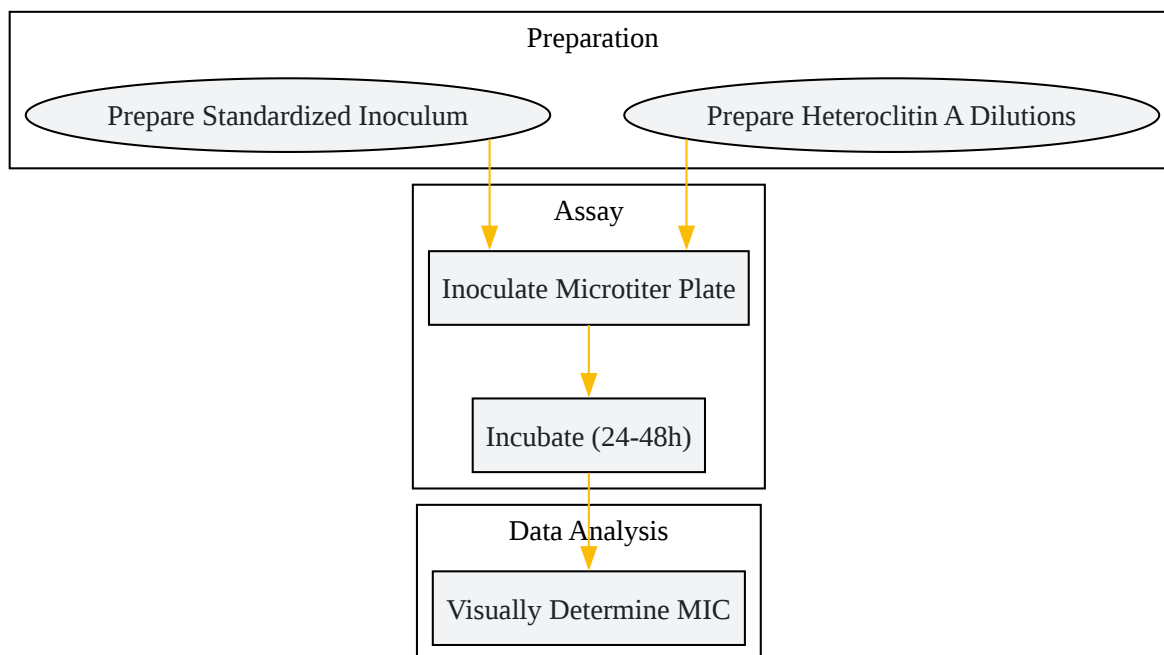 Preparation
Prepare Standardized Inoculum
Prepare Heteroclitin A Dilutions
Assay
Inoculate Microtiter Plate
Incubate (24-48h)
Data Analysis
Visually Determine MIC